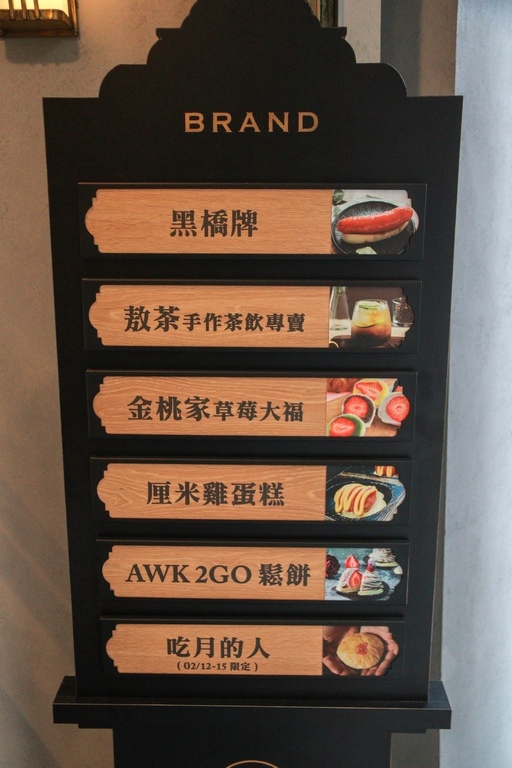 BRAND
黑橋牌
敖茶手作茶飲專賣
金桃家草莓大福
厘米雞蛋糕
AWK 2GO 鬆餅
吃月的人
( 02/12-15 限定 )